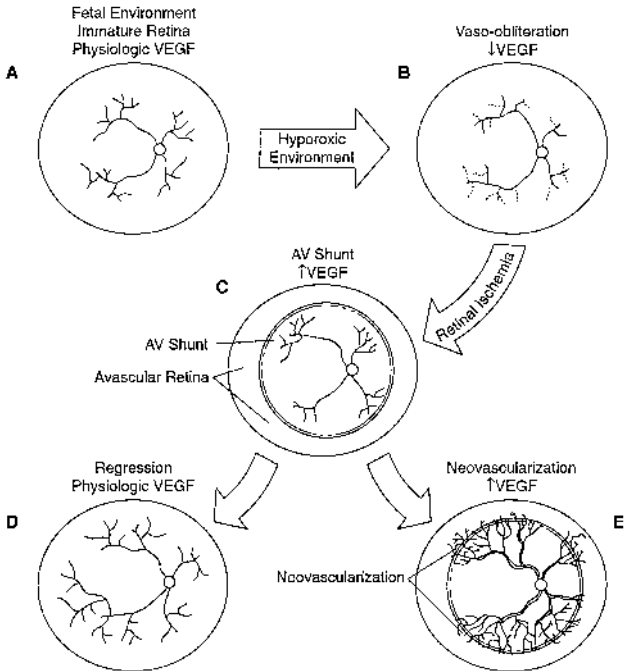 Fetal Environment
Immature Retina
Physiologic VEGF
A
Vaso-obliteration
↓VEGF
B
Hyporoxic
Environment
AV Shunt
↑VEGF
C
Retinal Ischemia
AV Shunt
Avascular Retina
Regression
Physiologic VEGF
D
Neovascularization
↑VEGF
E
Neovascularization